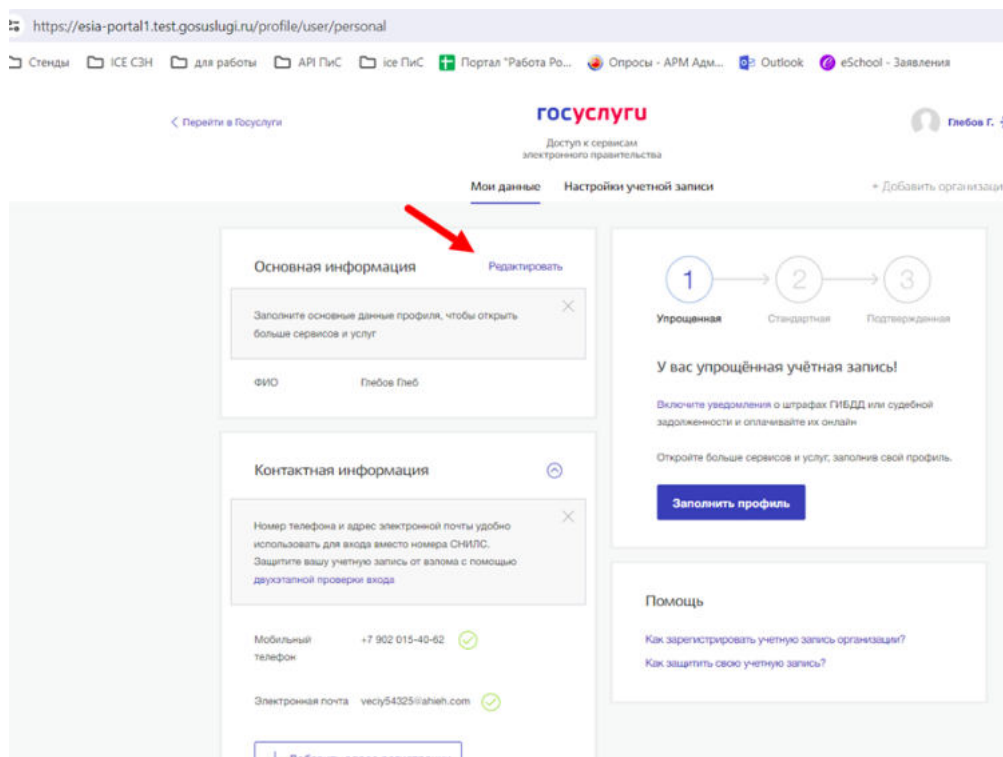 https://esia-portal1.test.gosuslugi.ru/profile/user/personal
Стенды ICE СЗН для работы API ПиС ice ПиС Портал "Работа Ро... Опросы - АРМ Адм... Outlook eSchool - Заявления
Перейти в Госуслуги
госуслуги
Доступ к сервисам
электронного правительства
Глебов Г.
Мои данные Настройки учетной записи + Добавить организаци
Основная информация Редактировать
Заполните основные данные профиля, чтобы открыть
больше сервисов и услуг
ФИО Глебов Глеб
Контактная информация
Номер телефона и адрес электронной почты удобно
использовать для входа вместо номера СНИЛС.
Защитите вашу учетную запись от взлома с помощью
двухэтапной проверки входа
Мобильный +7 902 015-40-62
телефон
Электронная почта veciy54325@ahieh.com
1 2 3
Упрощенная Стандартная Подтвержденная
У вас упрощённая учётная запись!
Включите уведомления о штрафах ГИБДД или судебной
задолженности и оплачивайте их онлайн
Откройте больше сервисов и услуг, заполнив свой профиль.
Заполнить профиль
Помощь
Как зарегистрировать учетную запись организации?
Как защитить свою учетную запись?